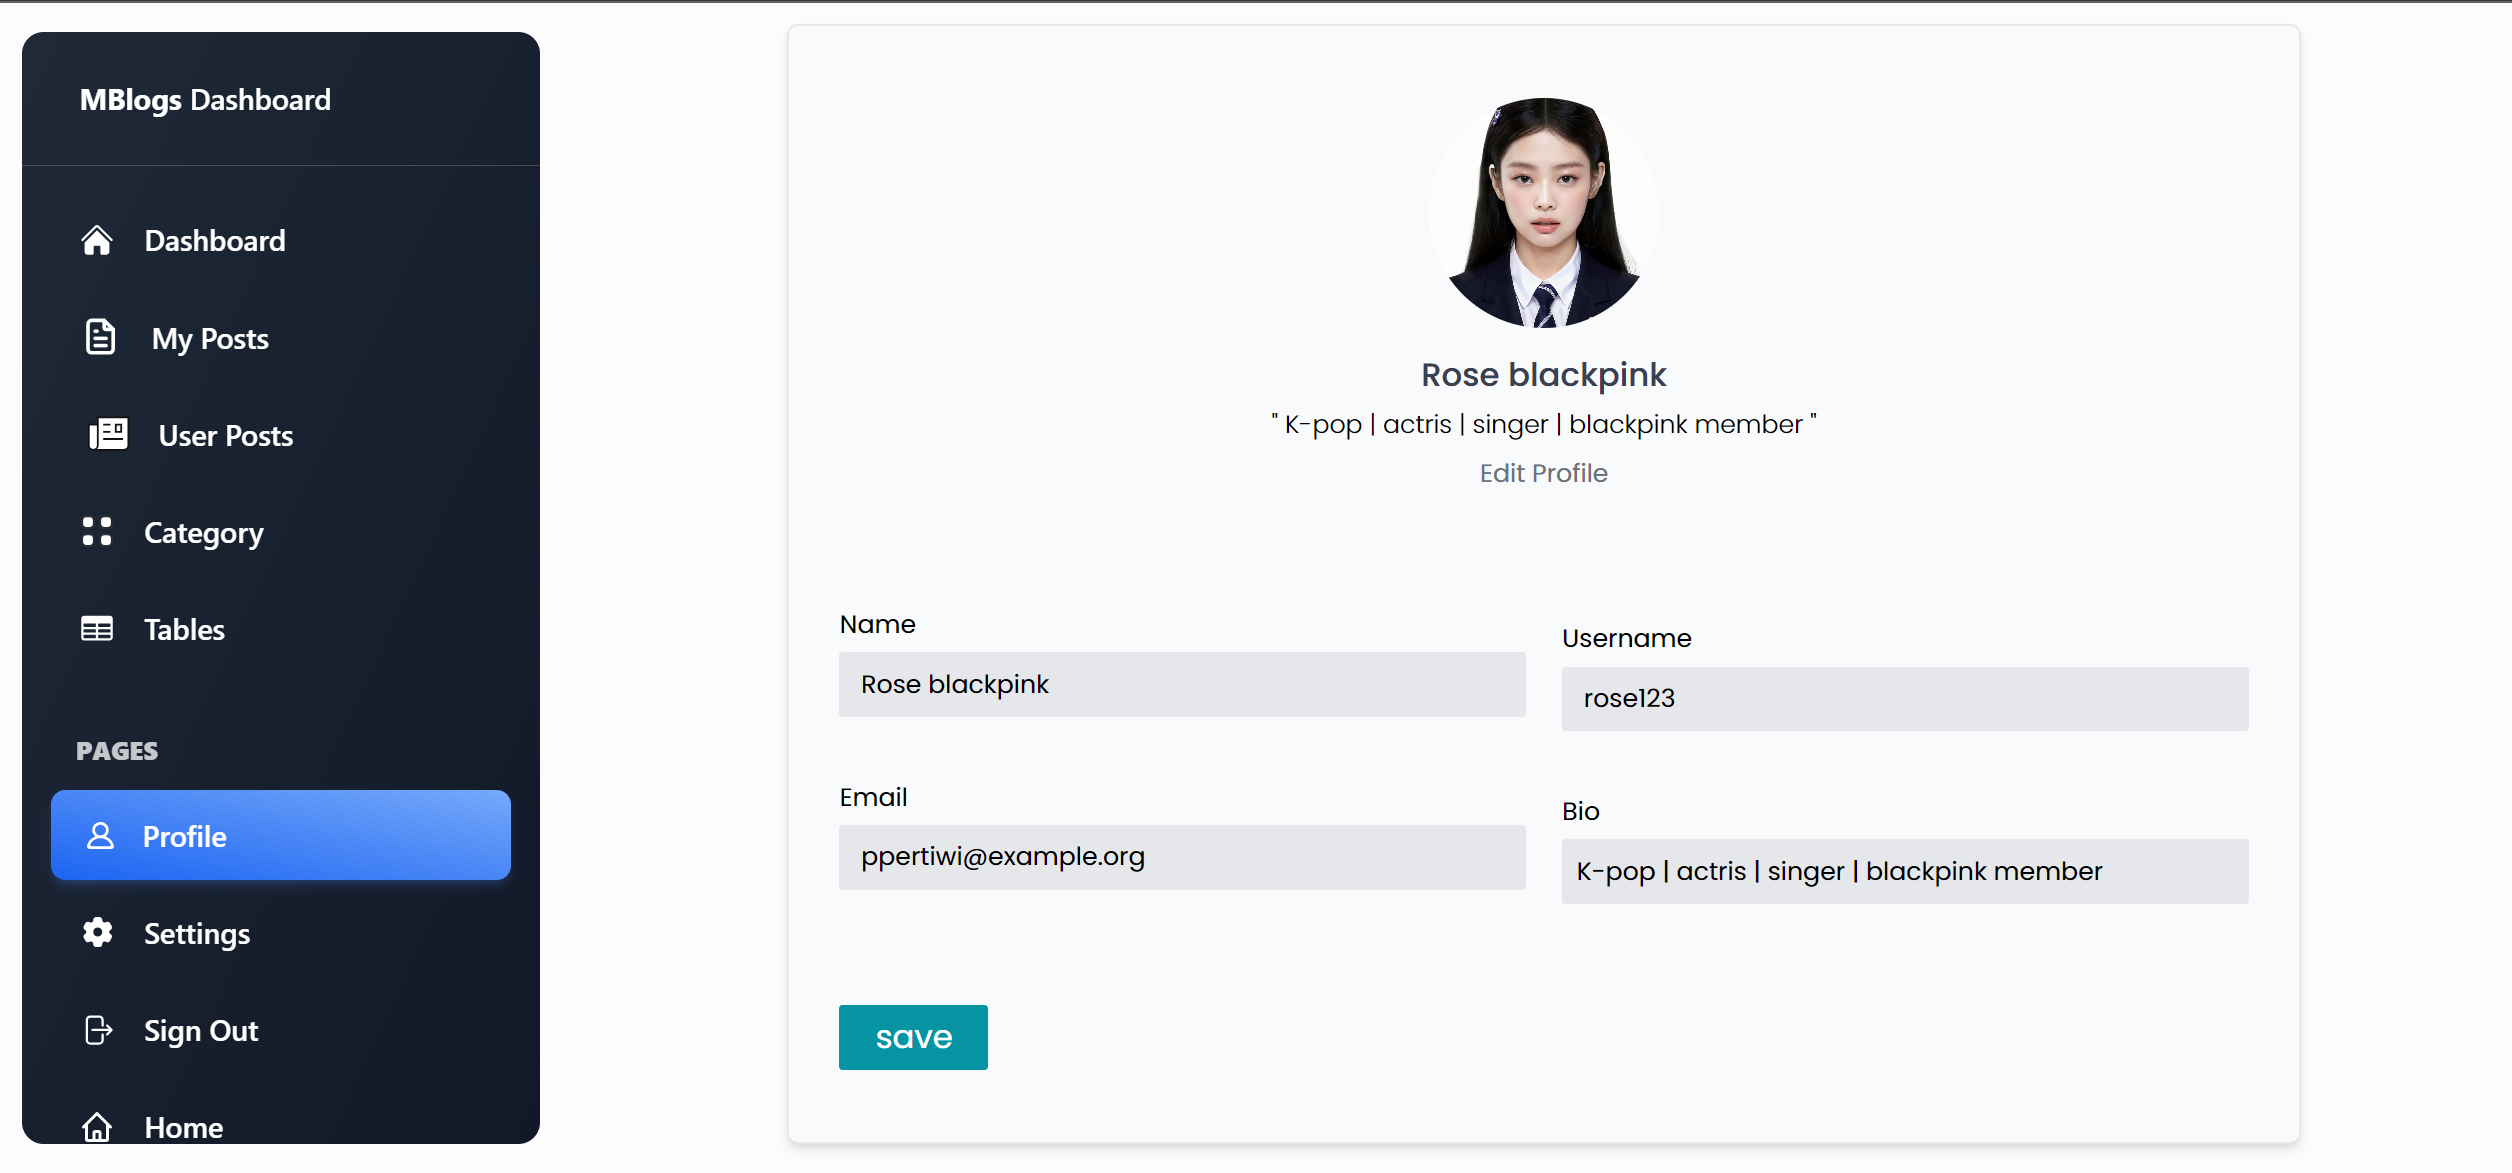 MBlogs Dashboard
Dashboard
My Posts
User Posts
Category
Tables
PAGES
Profile
Settings
Sign Out
Home
Rose blackpink
" K-pop | actris | singer | blackpink member "
Edit Profile
Name
Rose blackpink
Username
rose123
Email
ppertiwi@example.org
Bio
K-pop | actris | singer | blackpink member
save